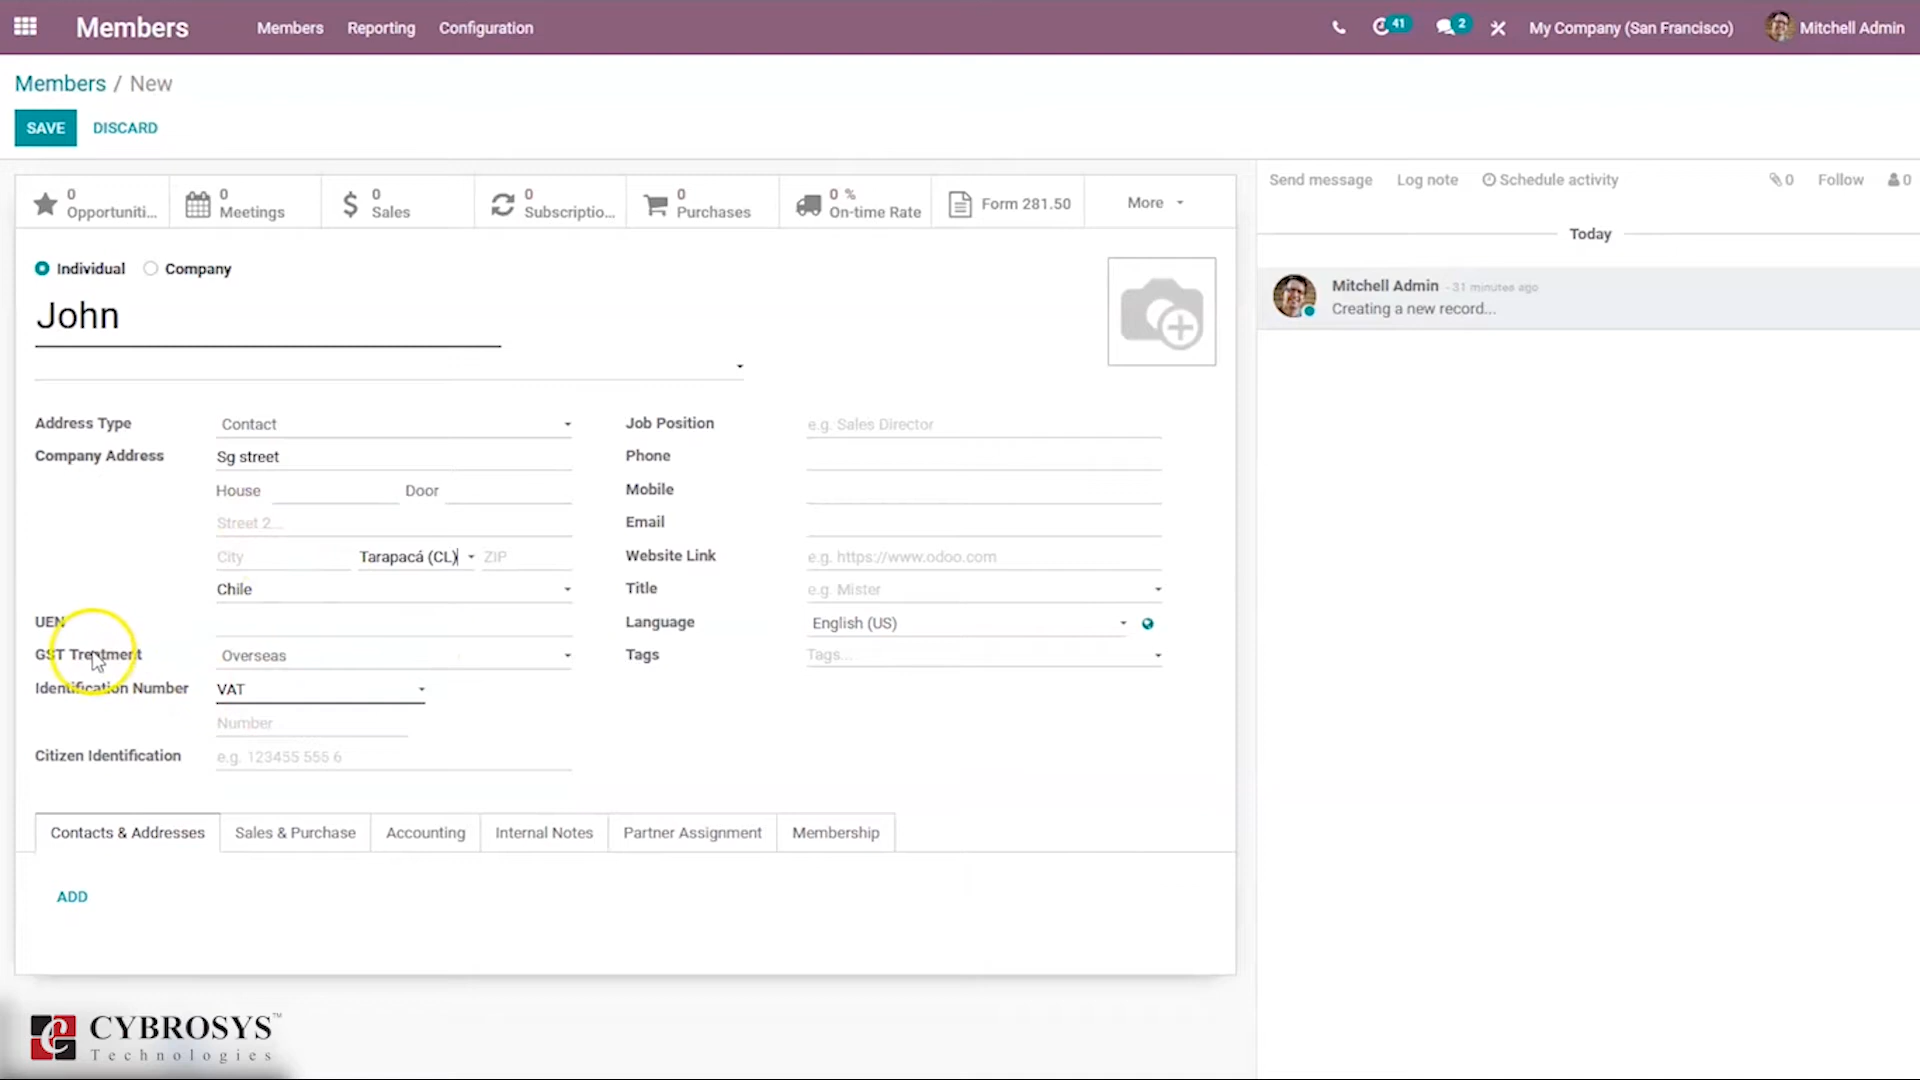 Members Members Reporting Configuration 41 2 My Company (San Francisco) Mitchell Admin
Members / New
SAVE DISCARD
0 Opportuniti... 0 Meetings 0 Sales 0 Subscriptio... 0 Purchases 0 % On-time Rate Form 281.50 More
Send message Log note Schedule activity 0 Follow 0
Today
Mitchell Admin - 31 minutes ago
Creating a new record...
Individual Company
John
Address Type Contact
Company Address Sg street
House Door
Street 2...
City Tarapacá (CL) ZIP
Chile
UEN
GST Treatment Overseas
Identification Number VAT
Number
Citizen Identification e.g. 123455 555 6
Job Position e.g. Sales Director
Phone
Mobile
Email
Website Link e.g. https://www.odoo.com
Title e.g. Mister
Language English (US)
Tags Tags...
Contacts & Addresses Sales & Purchase Accounting Internal Notes Partner Assignment Membership
ADD
CYBROSYS™
Technologies